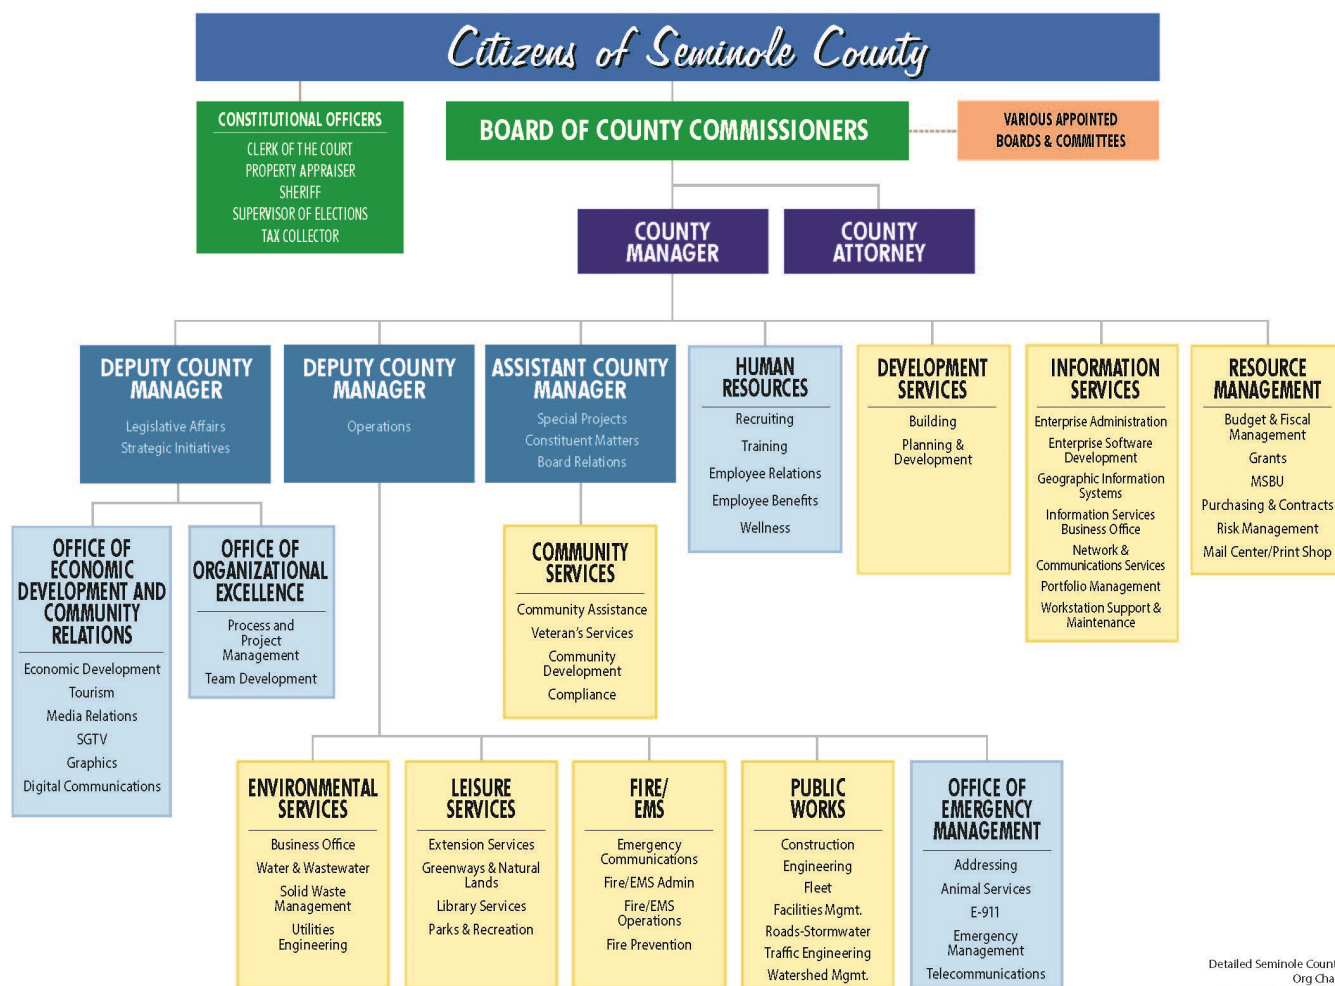 Citizens of Seminole County
CONSTITUTIONAL OFFICERS
CLERK OF THE COURT
PROPERTY APPRAISER
SHERIFF
SUPERVISOR OF ELECTIONS
TAX COLLECTOR
BOARD OF COUNTY COMMISSIONERS
VARIOUS APPOINTED
BOARDS & COMMITTEES
COUNTY
MANAGER
COUNTY
ATTORNEY
DEPUTY COUNTY
MANAGER
Legislative Affairs
Strategic Initiatives
DEPUTY COUNTY
MANAGER
Operations
ASSISTANT COUNTY
MANAGER
Special Projects
Constituent Matters
Board Relations
HUMAN
RESOURCES
Recruiting
Training
Employee Relations
Employee Benefits
Wellness
DEVELOPMENT
SERVICES
Building
Planning &
Development
INFORMATION
SERVICES
Enterprise Administration
Enterprise Software
Development
Geographic Information
Systems
Information Services
Business Office
Network &
Communications Services
Portfolio Management
Workstation Support &
Maintenance
RESOURCE
MANAGEMENT
Budget & Fiscal
Management
Grants
MSBU
Purchasing & Contracts
Risk Management
Mail Center/Print Shop
OFFICE OF
ECONOMIC
DEVELOPMENT AND
COMMUNITY
RELATIONS
Economic Development
Tourism
Media Relations
SGTV
Graphics
Digital Communications
OFFICE OF
ORGANIZATIONAL
EXCELLENCE
Process and
Project
Management
Team Development
COMMUNITY
SERVICES
Community Assistance
Veteran's Services
Community
Development
Compliance
ENVIRONMENTAL
SERVICES
Business Office
Water & Wastewater
Solid Waste
Management
Utilities
Engineering
LEISURE
SERVICES
Extension Services
Greenways & Natural
Lands
Library Services
Parks & Recreation
FIRE/
EMS
Emergency
Communications
Fire/EMS Admin
Fire/EMS
Operations
Fire Prevention
PUBLIC
WORKS
Construction
Engineering
Fleet
Facilities Mgmt.
Roads-Stormwater
Traffic Engineering
Watershed Mgmt.
OFFICE OF
EMERGENCY
MANAGEMENT
Addressing
Animal Services
E-911
Emergency
Management
Telecommunications
Detailed Seminole Count
Org Cha